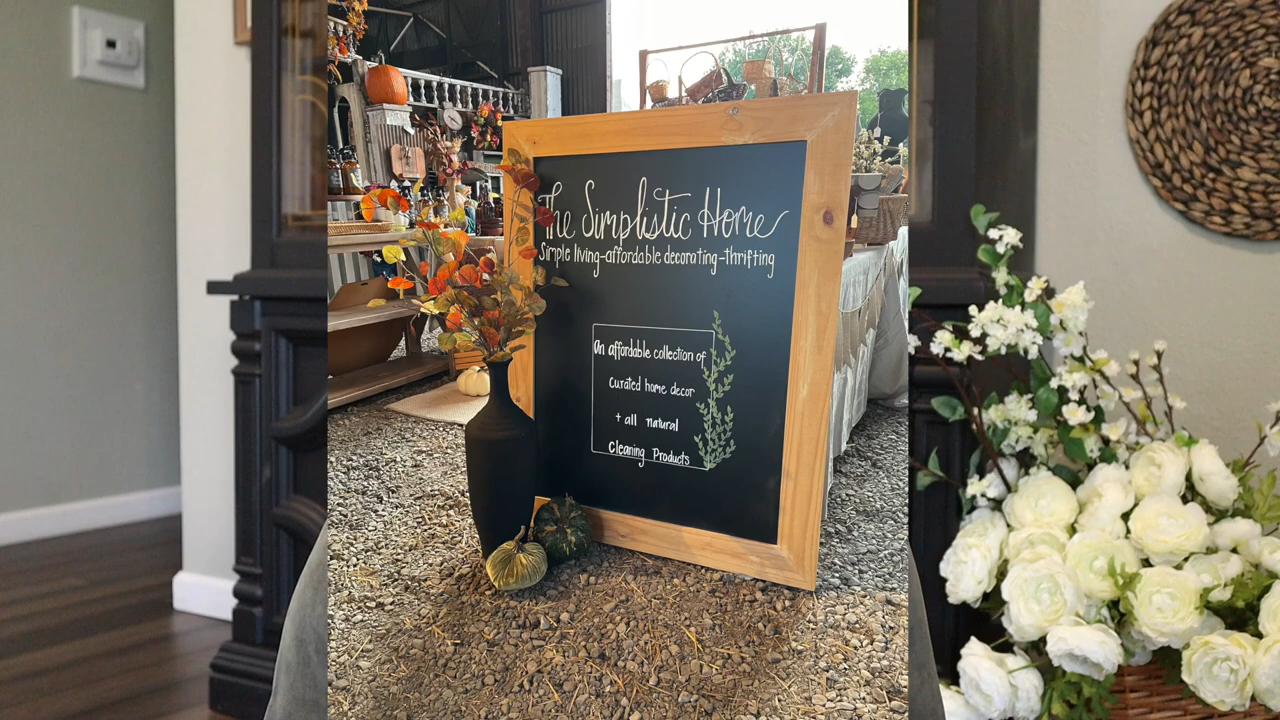 The Simplistic Home
Simple living-affordable decorating-thrifting
An affordable collection of
Curated home decor
+ all natural
Cleaning Products